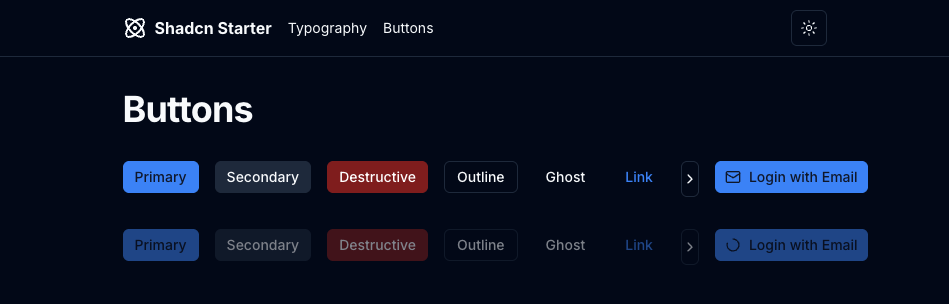 Shadcn Starter Typography Buttons
Buttons
Primary Secondary Destructive Outline Ghost Link Login with Email
Primary Secondary Destructive Outline Ghost Link Login with Email